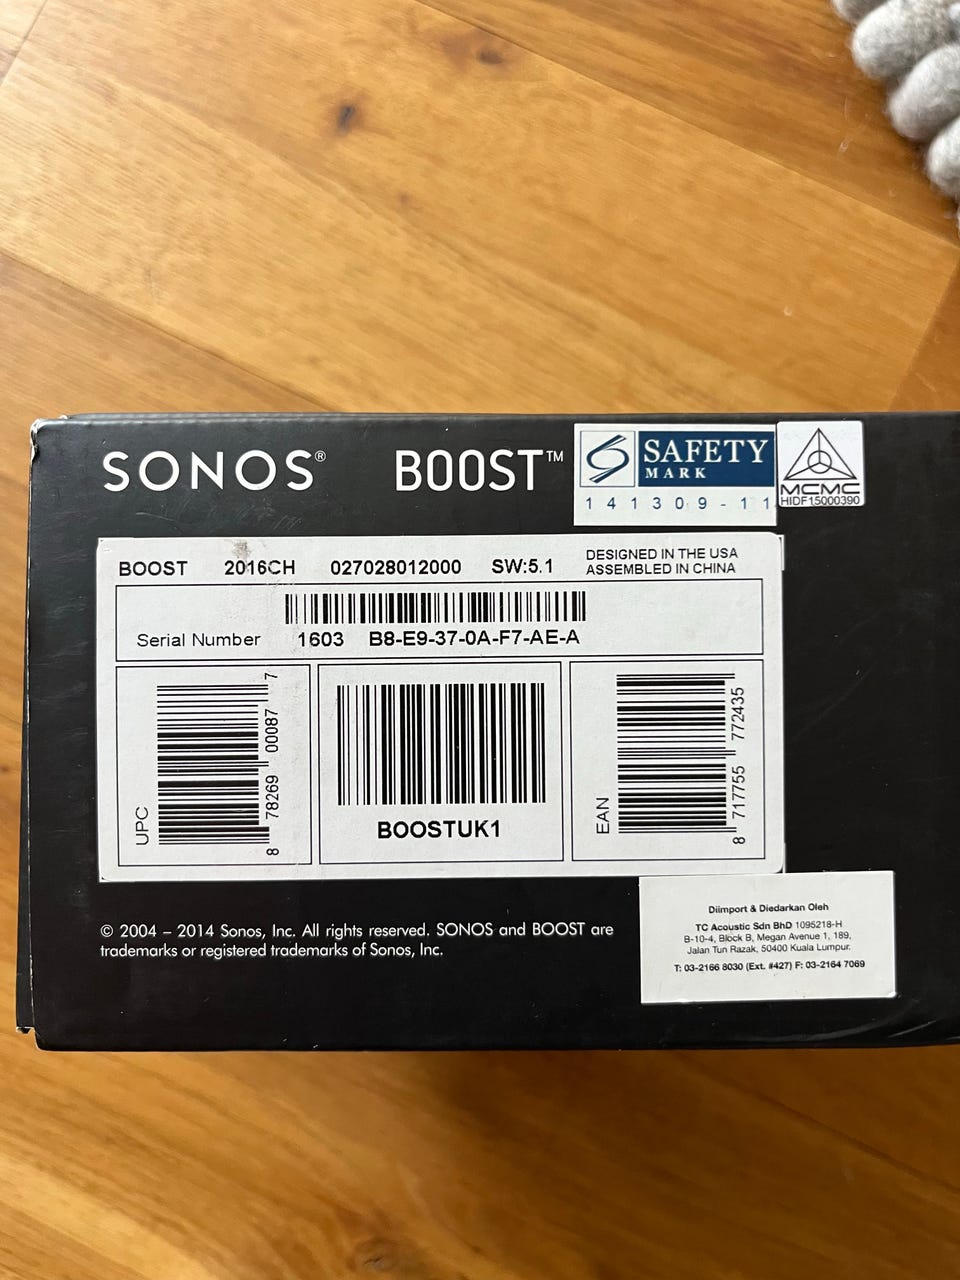 SONOS®
BOOST™
SAFETY
MARK
141309-11
MCMC
HIDF15000390
BOOST 2016CH 027028012000 SW:5.1
DESIGNED IN THE USA
ASSEMBLED IN CHINA
Serial Number 1603 B8-E9-37-0A-F7-AE-A
UPC
8 78269 00087 7
BOOSTUK1
EAN
8 717755 772435
© 2004 – 2014 Sonos, Inc. All rights reserved. SONOS and BOOST are
trademarks or registered trademarks of Sonos, Inc.
Diimport & Diedarkan Oleh
TC Acoustic Sdn BhD 1095218-H
B-10-4, Block B, Megan Avenue 1, 189,
Jalan Tun Razak, 50400 Kuala Lumpur.
T: 03-2166 8030 (Ext. #427) F: 03-2164 7069